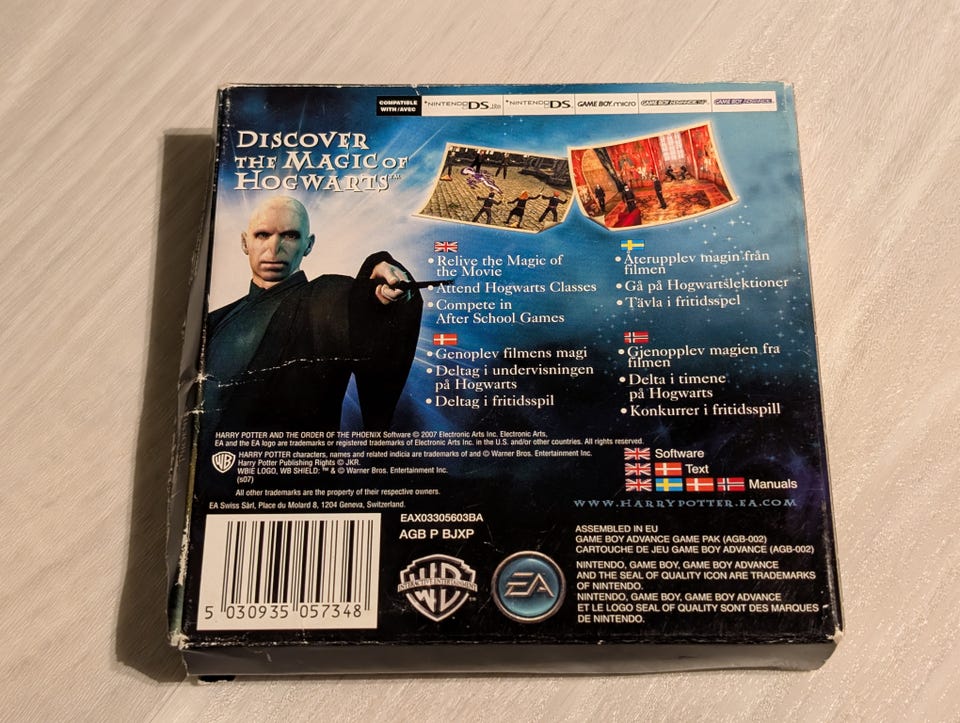 COMPATIBLE
WITH/AVEC
NINTENDO DS Lite
NINTENDO DS
GAME BOY micro
GAME BOY ADVANCE SP
GAME BOY ADVANCE
DISCOVER
THE MAGIC OF
HOGWARTS™
• Relive the Magic of
the Movie
• Attend Hogwarts Classes
• Compete in
After School Games
• Återupplev magin från
filmen
• Gå på Hogwartslektioner
• Tävla i fritidsspel
• Genoplev filmens magi
• Deltag i undervisningen
på Hogwarts
• Deltag i fritidsspil
• Gjenopplev magien fra
filmen
• Delta i timene
på Hogwarts
• Konkurrer i fritidsspill
HARRY POTTER AND THE ORDER OF THE PHOENIX Software © 2007 Electronic Arts Inc. Electronic Arts,
EA and the EA logo are trademarks or registered trademarks of Electronic Arts Inc. in the U.S. and/or other countries. All rights reserved.
WB
HARRY POTTER characters, names and related indicia are trademarks of and © Warner Bros. Entertainment Inc.
Harry Potter Publishing Rights © JKR.
WBIE LOGO, WB SHIELD: ™ & © Warner Bros. Entertainment Inc.
(s07)
All other trademarks are the property of their respective owners.
EA Swiss Sàrl, Place du Molard 8, 1204 Geneva, Switzerland.
Software
Text
Manuals
WWW.HARRYPOTTER.EA.COM
EAX03305603BA
AGB P BJXP
5 030935 057348
WB
INTERACTIVE ENTERTAINMENT
EA
ASSEMBLED IN EU
GAME BOY ADVANCE GAME PAK (AGB-002)
CARTOUCHE DE JEU GAME BOY ADVANCE (AGB-002)
NINTENDO, GAME BOY, GAME BOY ADVANCE
AND THE SEAL OF QUALITY ICON ARE TRADEMARKS
OF NINTENDO.
NINTENDO, GAME BOY, GAME BOY ADVANCE
ET LE LOGO SEAL OF QUALITY SONT DES MARQUES
DE NINTENDO.